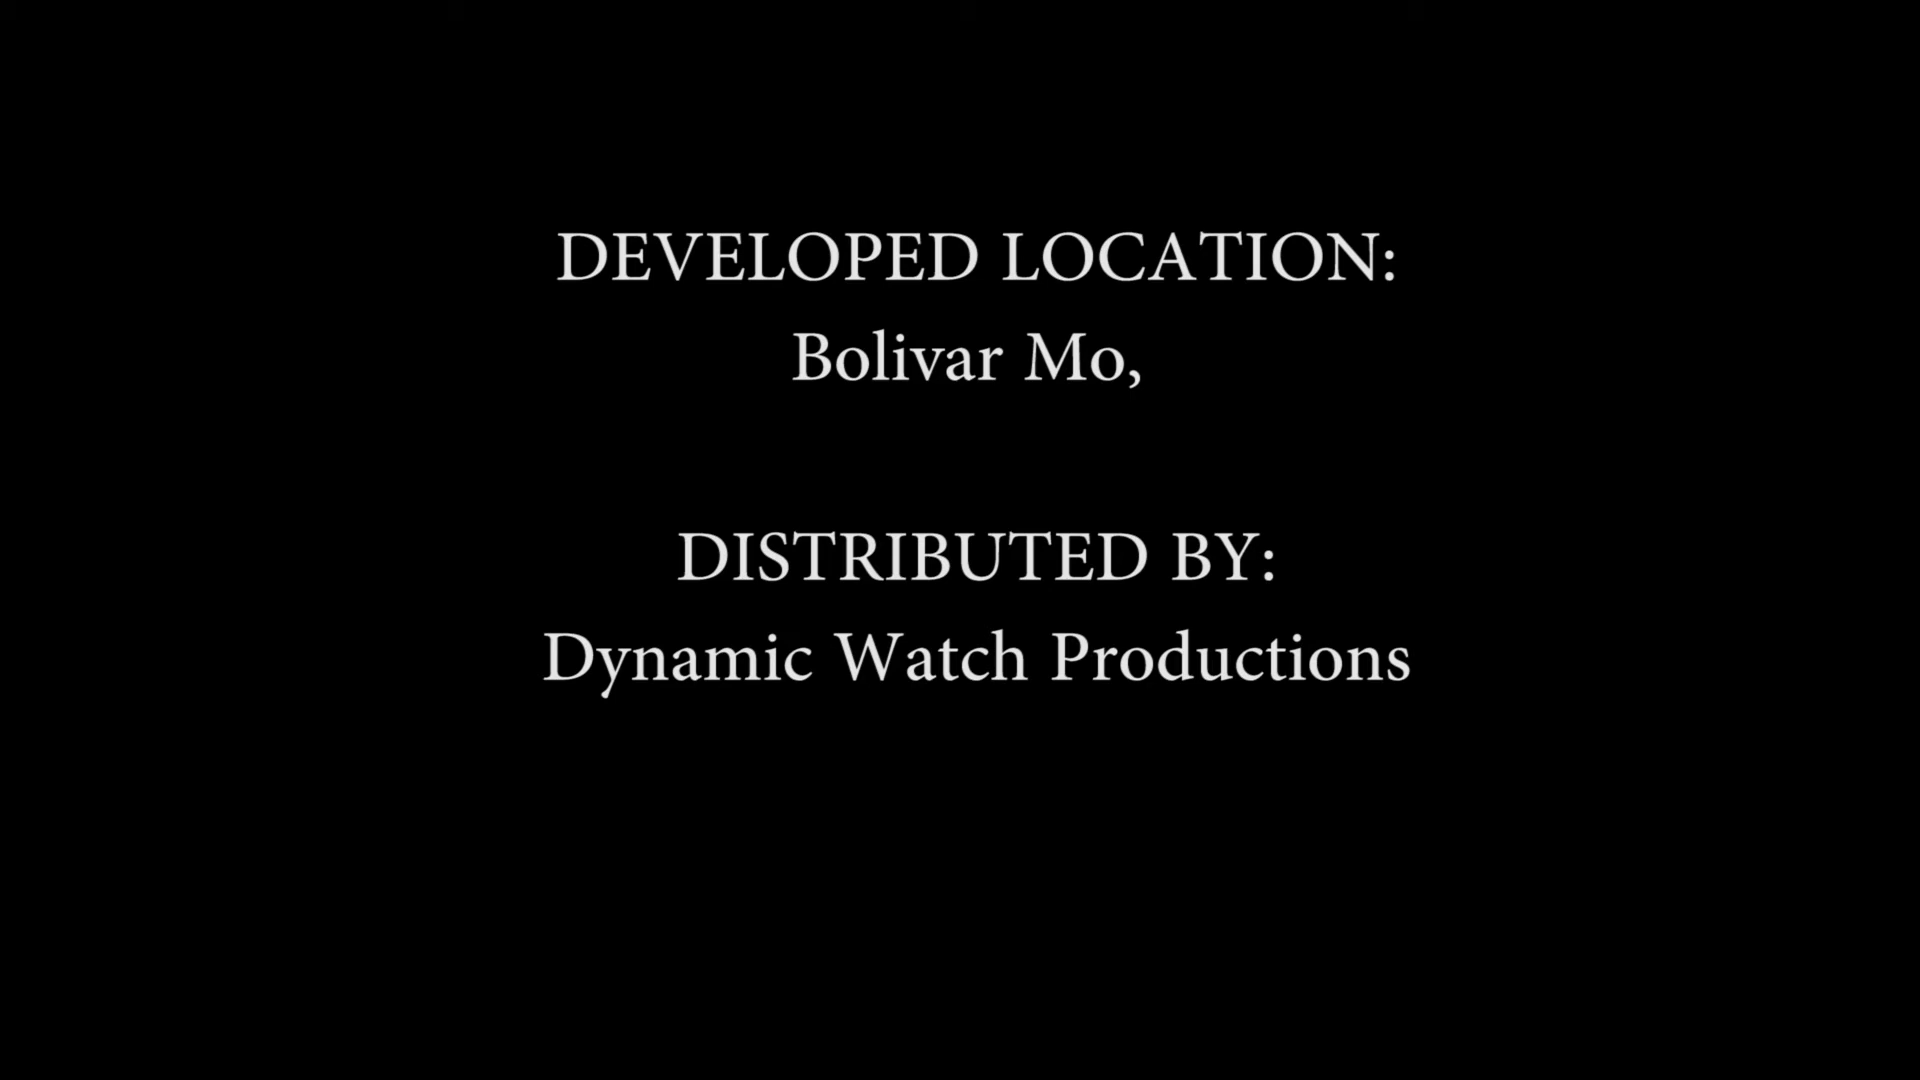 DEVELOPED LOCATION:
Bolivar Mo,
DISTRIBUTED BY:
Dynamic Watch Productions